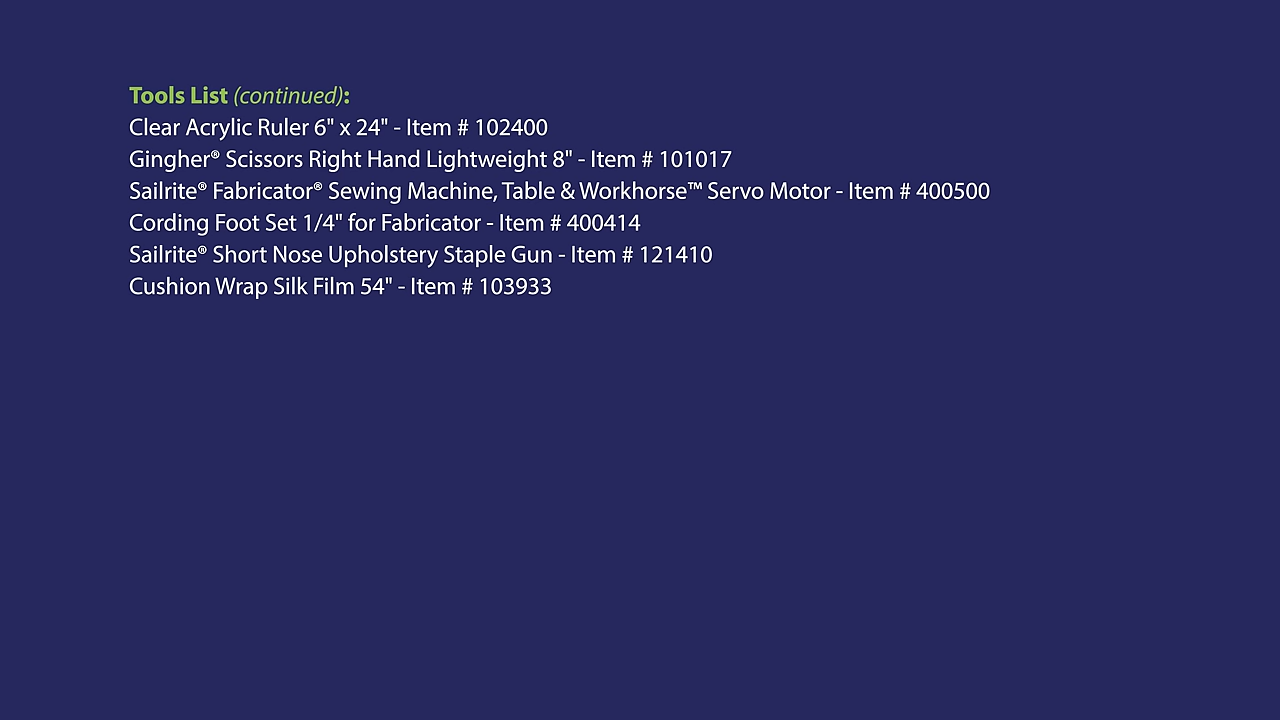 Tools List (continued):
Clear Acrylic Ruler 6" x 24" - Item # 102400
Gingher® Scissors Right Hand Lightweight 8" - Item # 101017
Sailrite® Fabricator® Sewing Machine, Table & Workhorse™ Servo Motor - Item # 400500
Cording Foot Set 1/4" for Fabricator - Item # 400414
Sailrite® Short Nose Upholstery Staple Gun - Item # 121410
Cushion Wrap Silk Film 54" - Item # 103933